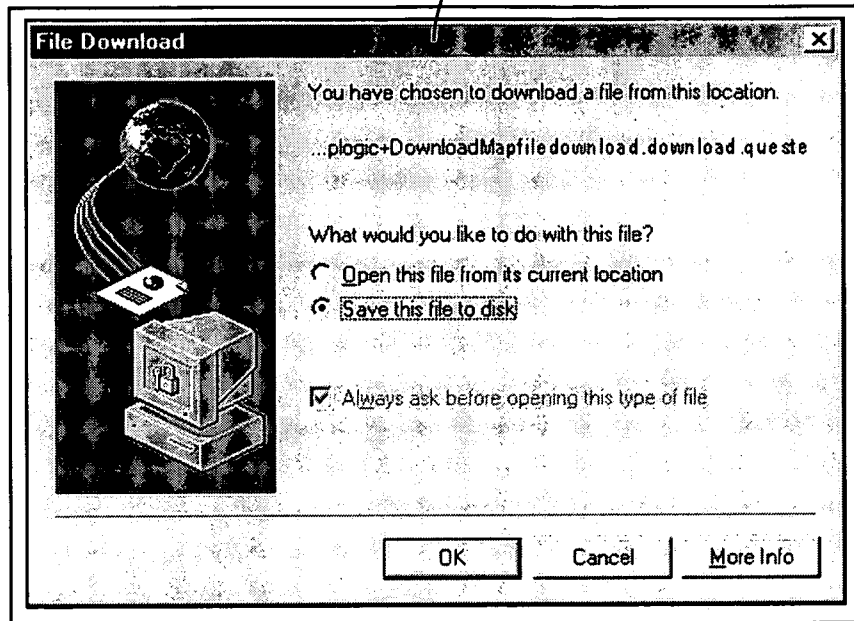 File Download
You have chosen to download a file from this location.
...plogic+DownloadMapfiledownload.download.queste
What would you like to do with this file?
Open this file from its current location
Save this file to disk
Always ask before opening this type of file
OK Cancel More Info